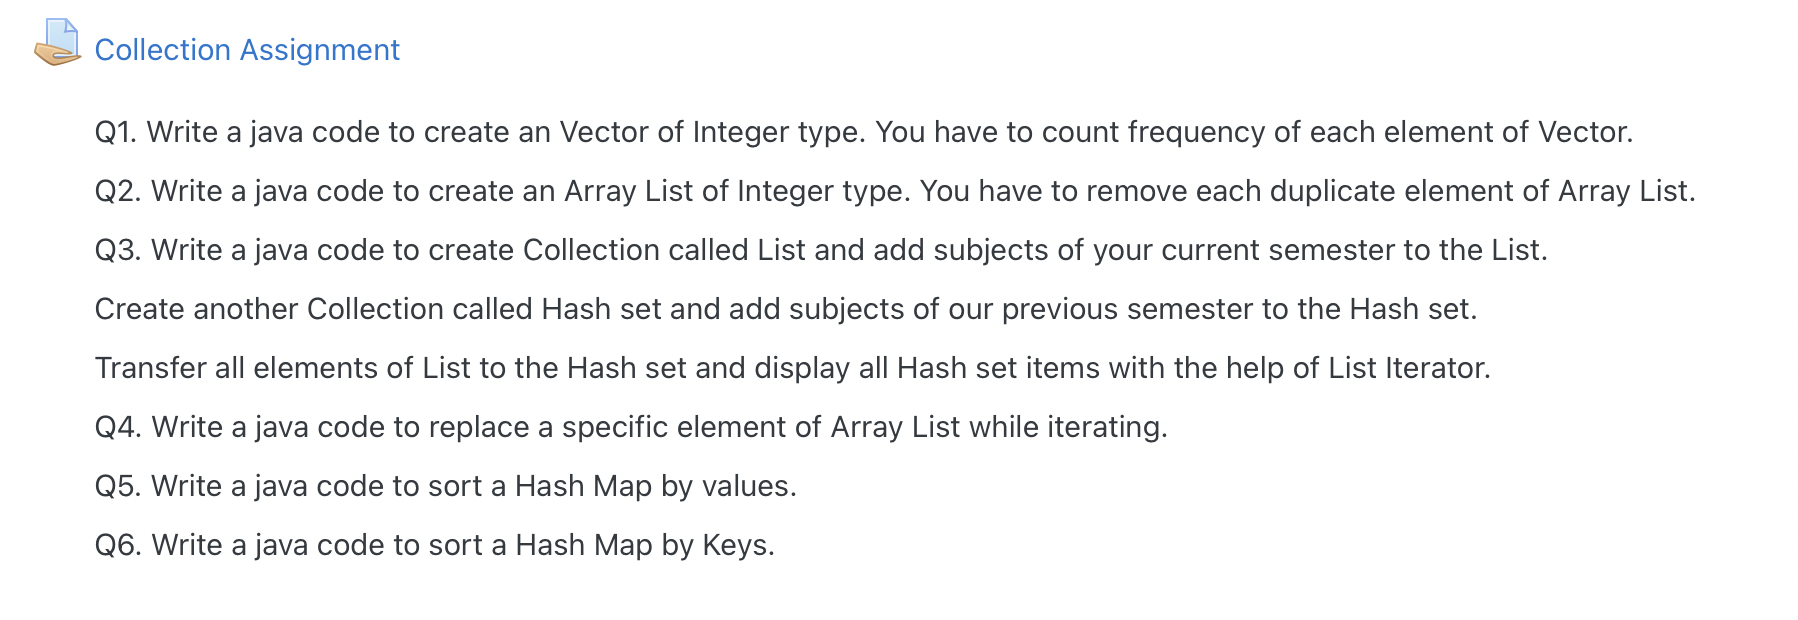 Collection Assignment
Q1. Write a java code to create an Vector of Integer type. You have to count frequency of each element of Vector.
Q2. Write a java code to create an Array List of Integer type. You have to remove each duplicate element of Array List.
Q3. Write a java code to create Collection called List and add subjects of your current semester to the List.
Create another Collection called Hash set and add subjects of our previous semester to the Hash set.
Transfer all elements of List to the Hash set and display all Hash set items with the help of List Iterator.
Q4. Write a java code to replace a specific element of Array List while iterating.
Q5. Write a java code to sort a Hash Map by values.
Q6. Write a java code to sort a Hash Map by Keys.